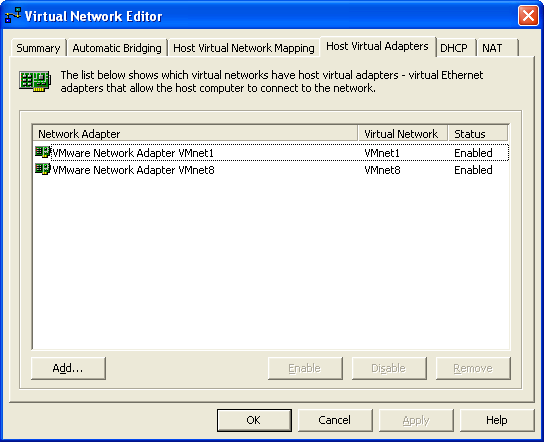 Virtual Network Editor
Summary Automatic Bridging Host Virtual Network Mapping Host Virtual Adapters DHCP NAT
The list below shows which virtual networks have host virtual adapters - virtual Ethernet
adapters that allow the host computer to connect to the network.
Network Adapter Virtual Network Status
VMware Network Adapter VMnet1 VMnet1 Enabled
VMware Network Adapter VMnet8 VMnet8 Enabled
Add... Enable Disable Remove
OK Cancel Apply Help